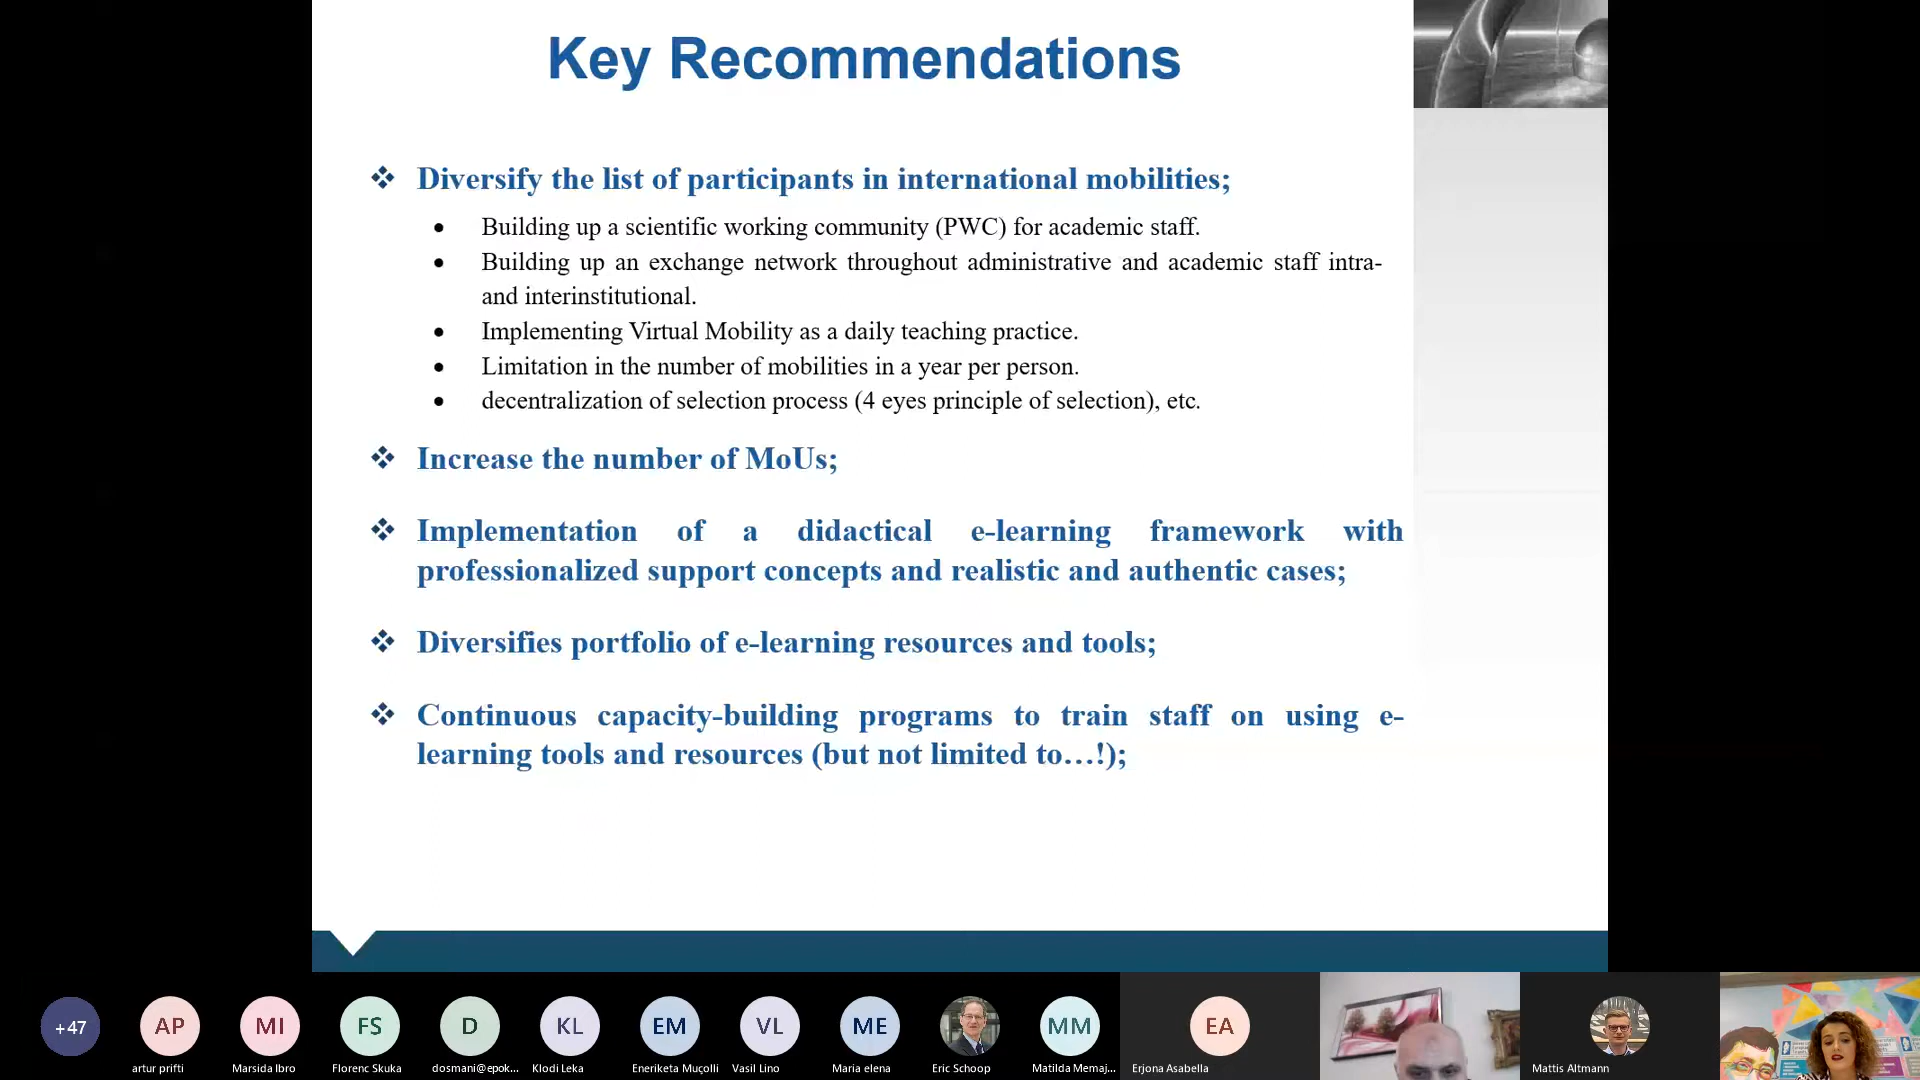 Key Recommendations
❖ Diversify the list of participants in international mobilities;
• Building up a scientific working community (PWC) for academic staff.
• Building up an exchange network throughout administrative and academic staff intra-
and interinstitutional.
• Implementing Virtual Mobility as a daily teaching practice.
• Limitation in the number of mobilities in a year per person.
• decentralization of selection process (4 eyes principle of selection), etc.
❖ Increase the number of MoUs;
❖ Implementation of a didactical e-learning framework with
professionalized support concepts and realistic and authentic cases;
❖ Diversifies portfolio of e-learning resources and tools;
❖ Continuous capacity-building programs to train staff on using e-
learning tools and resources (but not limited to…!);
+47 AP MI FS D KL EM VL ME MM EA
artur prifti Marsida Ibro Florenc Skuka dosmani@epok... Klodi Leka Eneriketa Muçolli Vasil Lino Maria elena Eric Schoop Matilda Memaj... Erjona Asabella Mattis Altmann